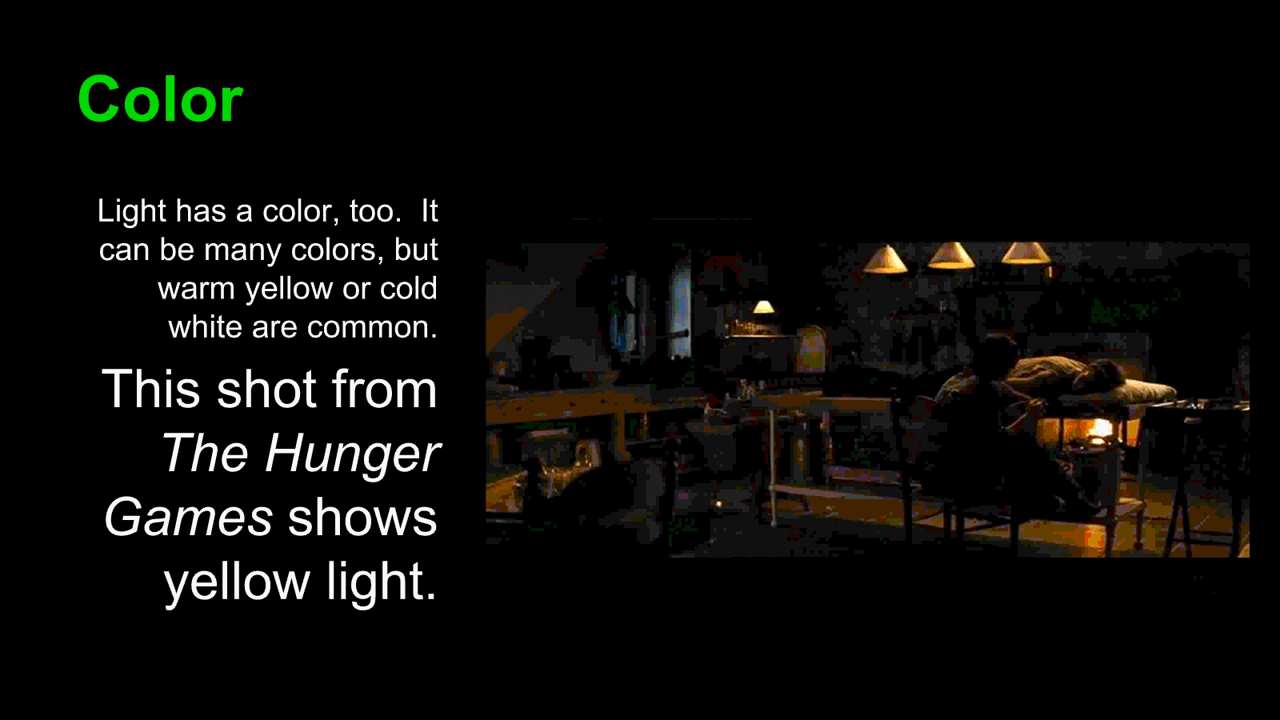 Color
Light has a color, too.  It
can be many colors, but
warm yellow or cold
white are common.
This shot from
The Hunger
Games shows
yellow light.